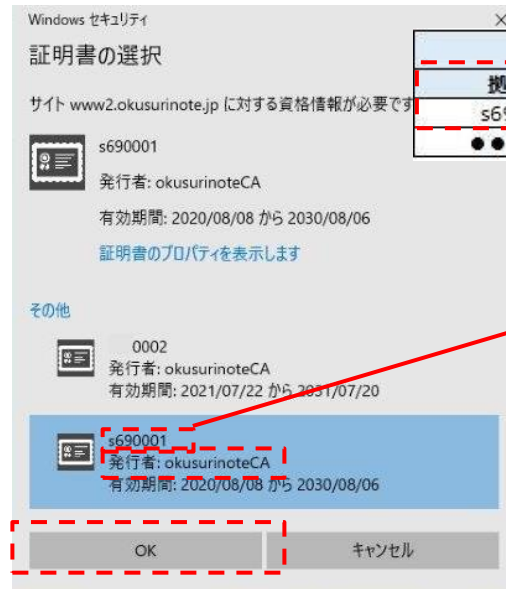 Windows セキュリティ
証明書の選択
サイト www2.okusurinote.jp に対する資格情報が必要です
s690001
発行者: okusurinoteCA
有効期間: 2020/08/08 から 2030/08/06
証明書のプロパティを表示します
その他
0002
発行者: okusurinoteCA
有効期間: 2021/07/22 から 2031/07/20
s690001
発行者: okusurinoteCA
有効期間: 2020/08/08 から 2030/08/06
OK
キャンセル
拠
s69
●●